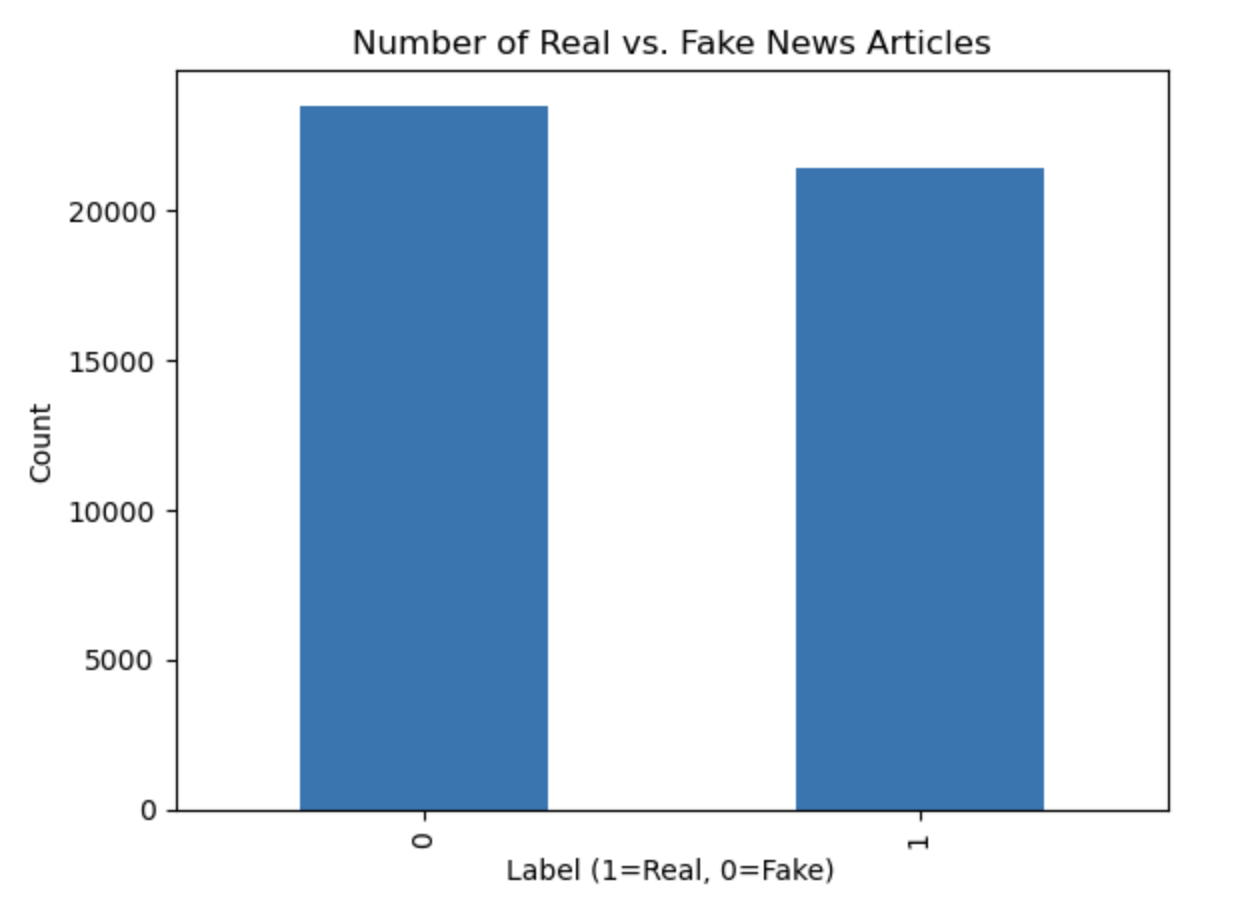 Number of Real vs. Fake News Articles
20000
15000
10000
5000
0
Count
0
1
Label (1=Real, 0=Fake)